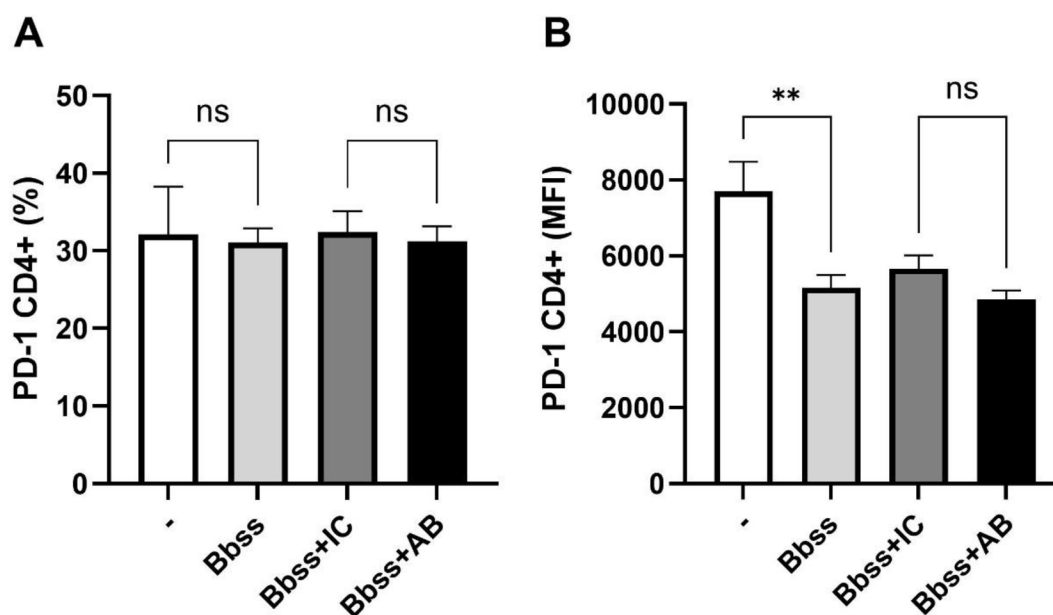 A
PD-1 CD4+ (%)
50
40
30
20
10
0
ns
ns
-
Bbss
Bbss+IC
Bbss+AB
B
PD-1 CD4+ (MFI)
10000
8000
6000
4000
2000
0
**
ns
-
Bbss
Bbss+IC
Bbss+AB